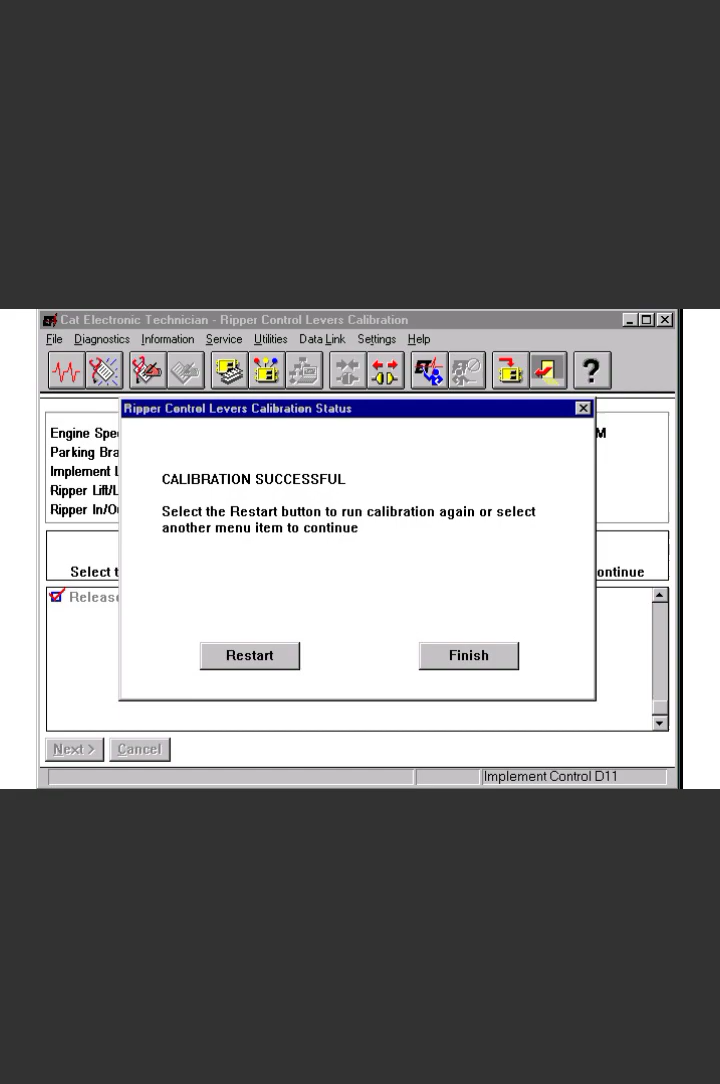 Cat Electronic Technician - Ripper Control Levers Calibration
File Diagnostics Information Service Utilities Data Link Settings Help
Ripper Control Levers Calibration Status
Engine Spe M
Parking Bra
Implement L
Ripper Lift/L
Ripper In/Ou
CALIBRATION SUCCESSFUL
Select the Restart button to run calibration again or select
another menu item to continue
Select t ontinue
Release
Restart Finish
Next > Cancel
Implement Control D11